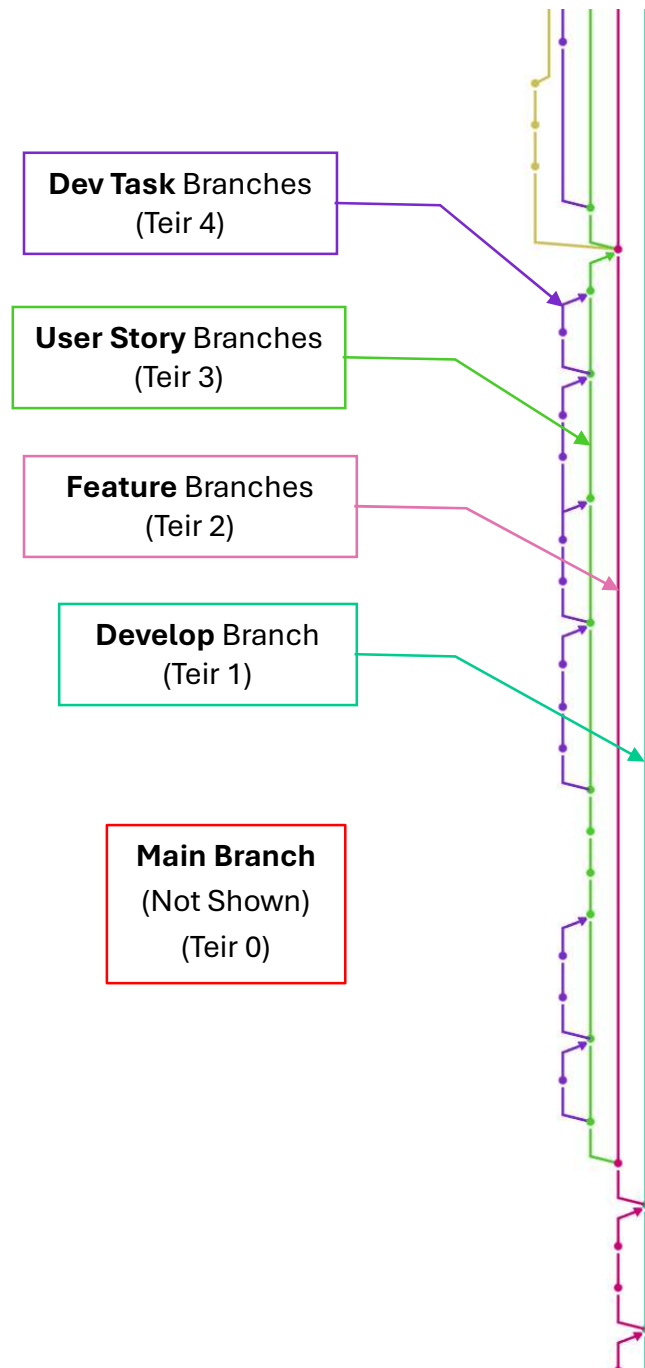 Dev Task Branches
(Teir 4)
User Story Branches
(Teir 3)
Feature Branches
(Teir 2)
Develop Branch
(Teir 1)
Main Branch
(Not Shown)
(Teir 0)